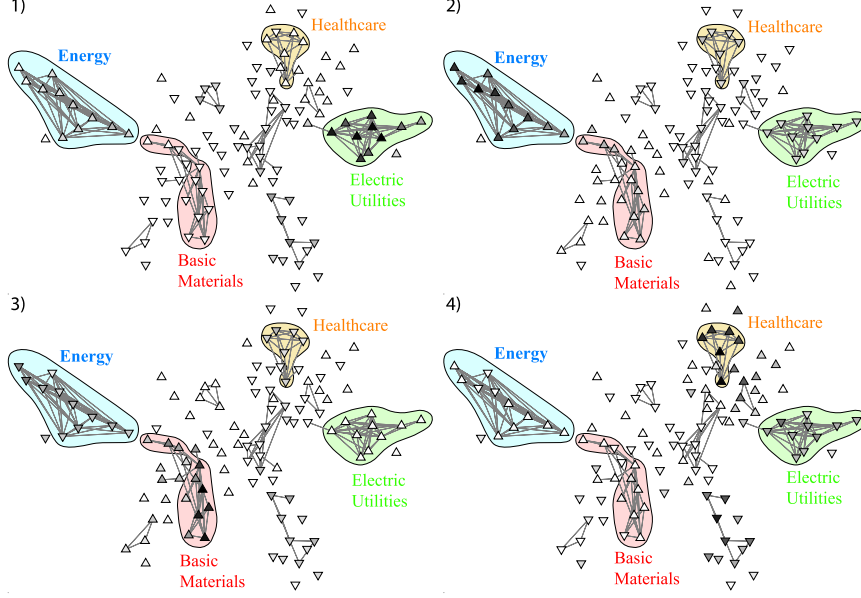 1)
Healthcare
Energy
Electric
Utilities
Basic
Materials
2)
Healthcare
Energy
Electric
Utilities
Basic
Materials
3)
Healthcare
Energy
Electric
Utilities
Basic
Materials
4)
Healthcare
Energy
Electric
Utilities
Basic
Materials